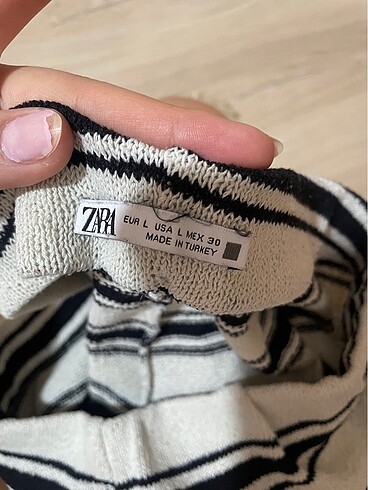 ZARA
EUR L USA L MEX 30
MADE IN TURKEY